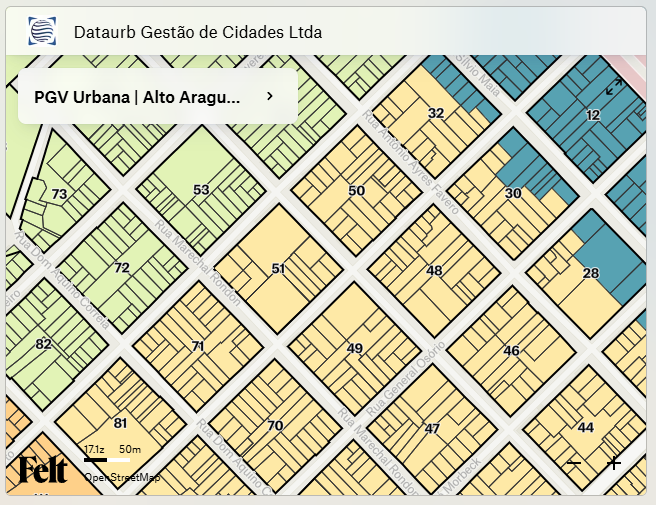 Dataurb Gestão de Cidades Ltda
PGV Urbana | Alto Aragu...
Silvio Maia
32
12
Rua Antonio Ayres Favero
73
53
50
30
Rua Dom Aquino Correia
72
Rua Marechal Rondon
51
48
28
82
71
49
46
Rua General Osório
81
70
Rua Dom Aquino C
Rua Marechal Rondon
47
44
Felt
17.1z 50m
OpenStreetMap